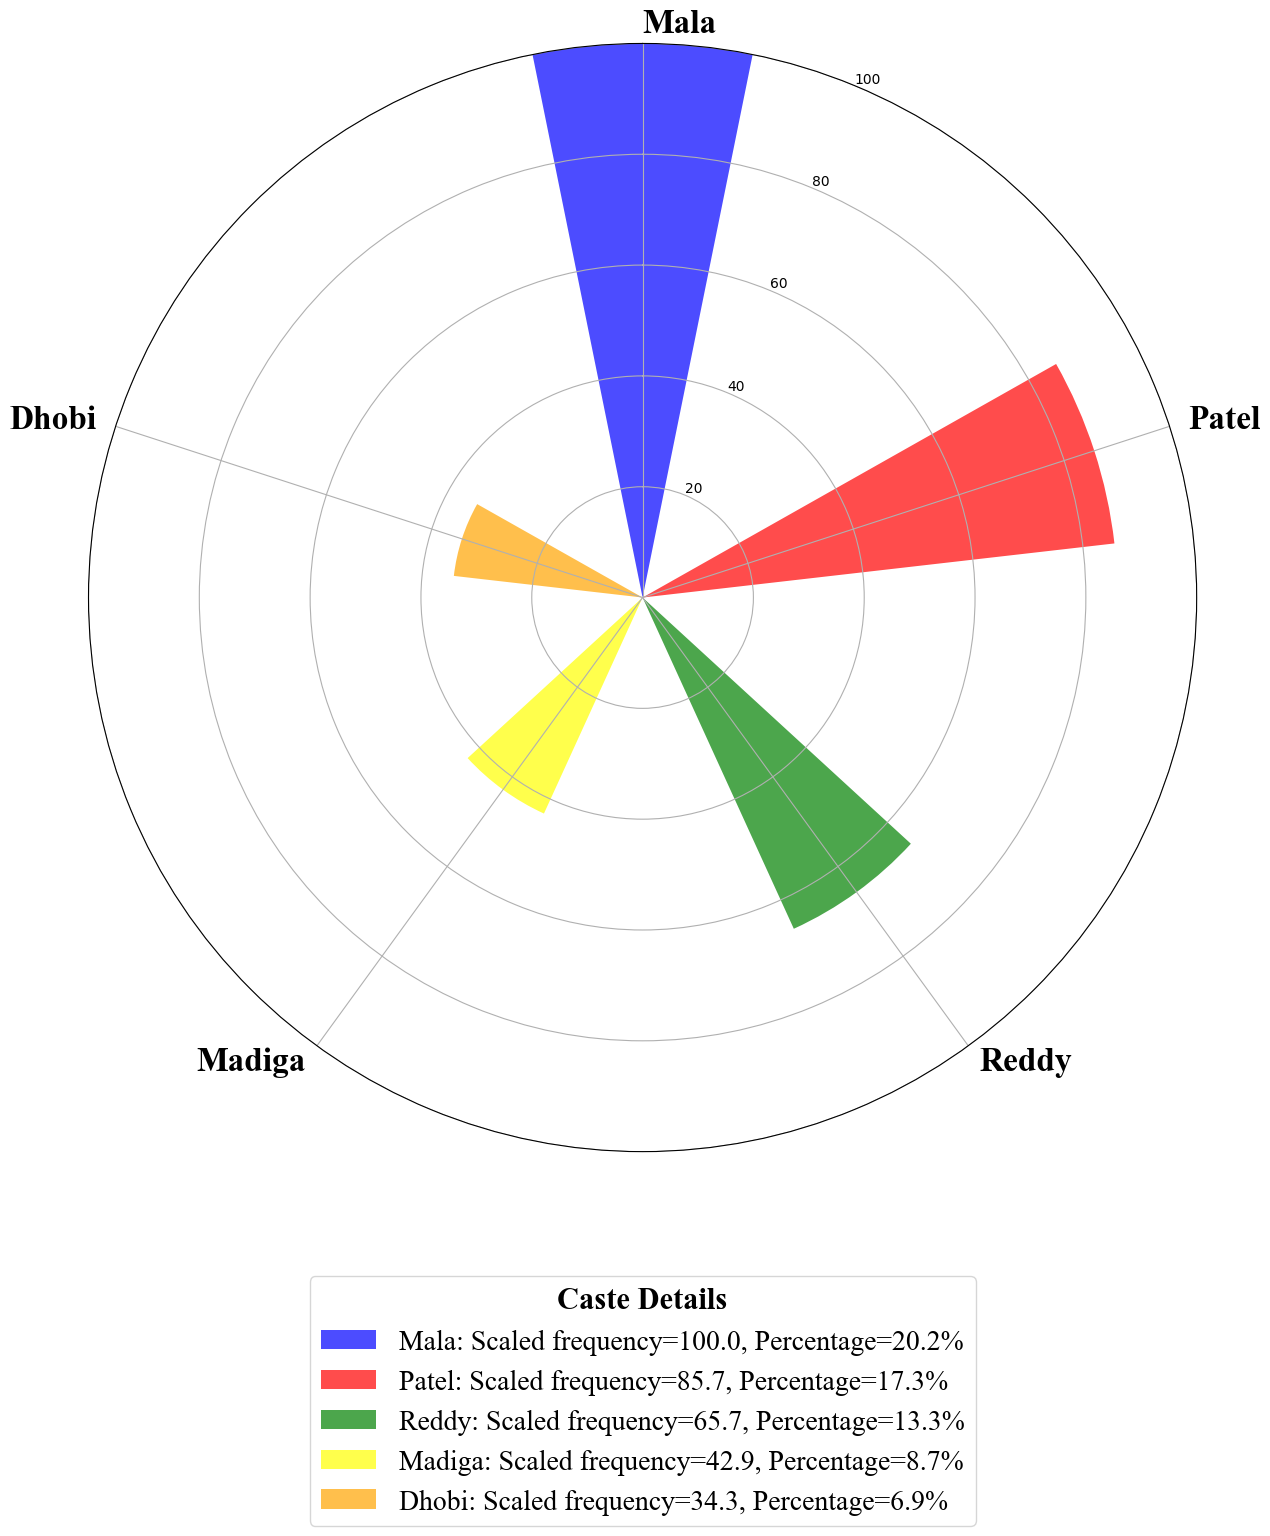 Mala
100
80
60
40
20
Dhobi
Patel
Madiga
Reddy
Caste Details
Mala: Scaled frequency=100.0, Percentage=20.2%
Patel: Scaled frequency=85.7, Percentage=17.3%
Reddy: Scaled frequency=65.7, Percentage=13.3%
Madiga: Scaled frequency=42.9, Percentage=8.7%
Dhobi: Scaled frequency=34.3, Percentage=6.9%